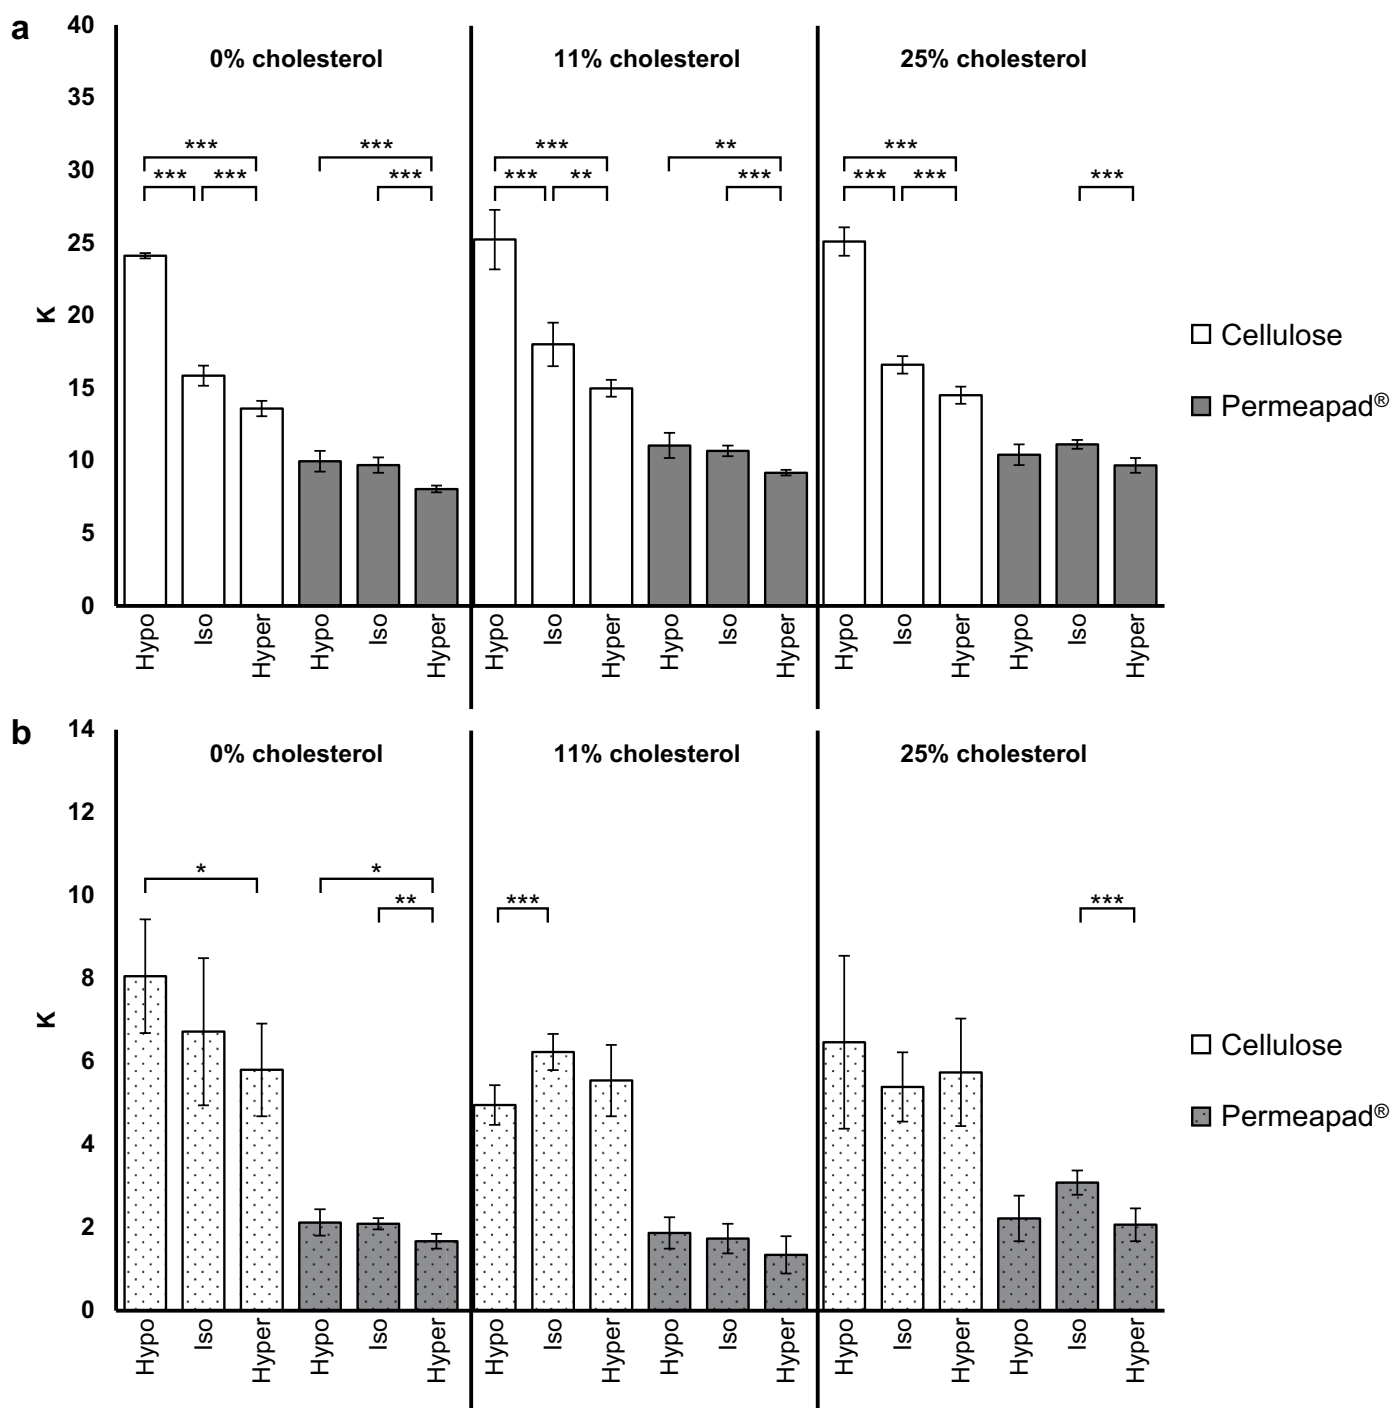 a
40
35
30
25
20
15
10
5
0
K
0% cholesterol 11% cholesterol 25% cholesterol
*** *** *** ** ***
*** *** *** *** ** *** *** *** ***
Hypo Iso Hyper Hypo Iso Hyper Hypo Iso Hyper Hypo Iso Hyper Hypo Iso Hyper Hypo Iso Hyper
Cellulose
Permeapad®
b
14
12
10
8
6
4
2
0
K
0% cholesterol 11% cholesterol 25% cholesterol
* *
** *** ***
Hypo Iso Hyper Hypo Iso Hyper Hypo Iso Hyper Hypo Iso Hyper Hypo Iso Hyper Hypo Iso Hyper
Cellulose
Permeapad®